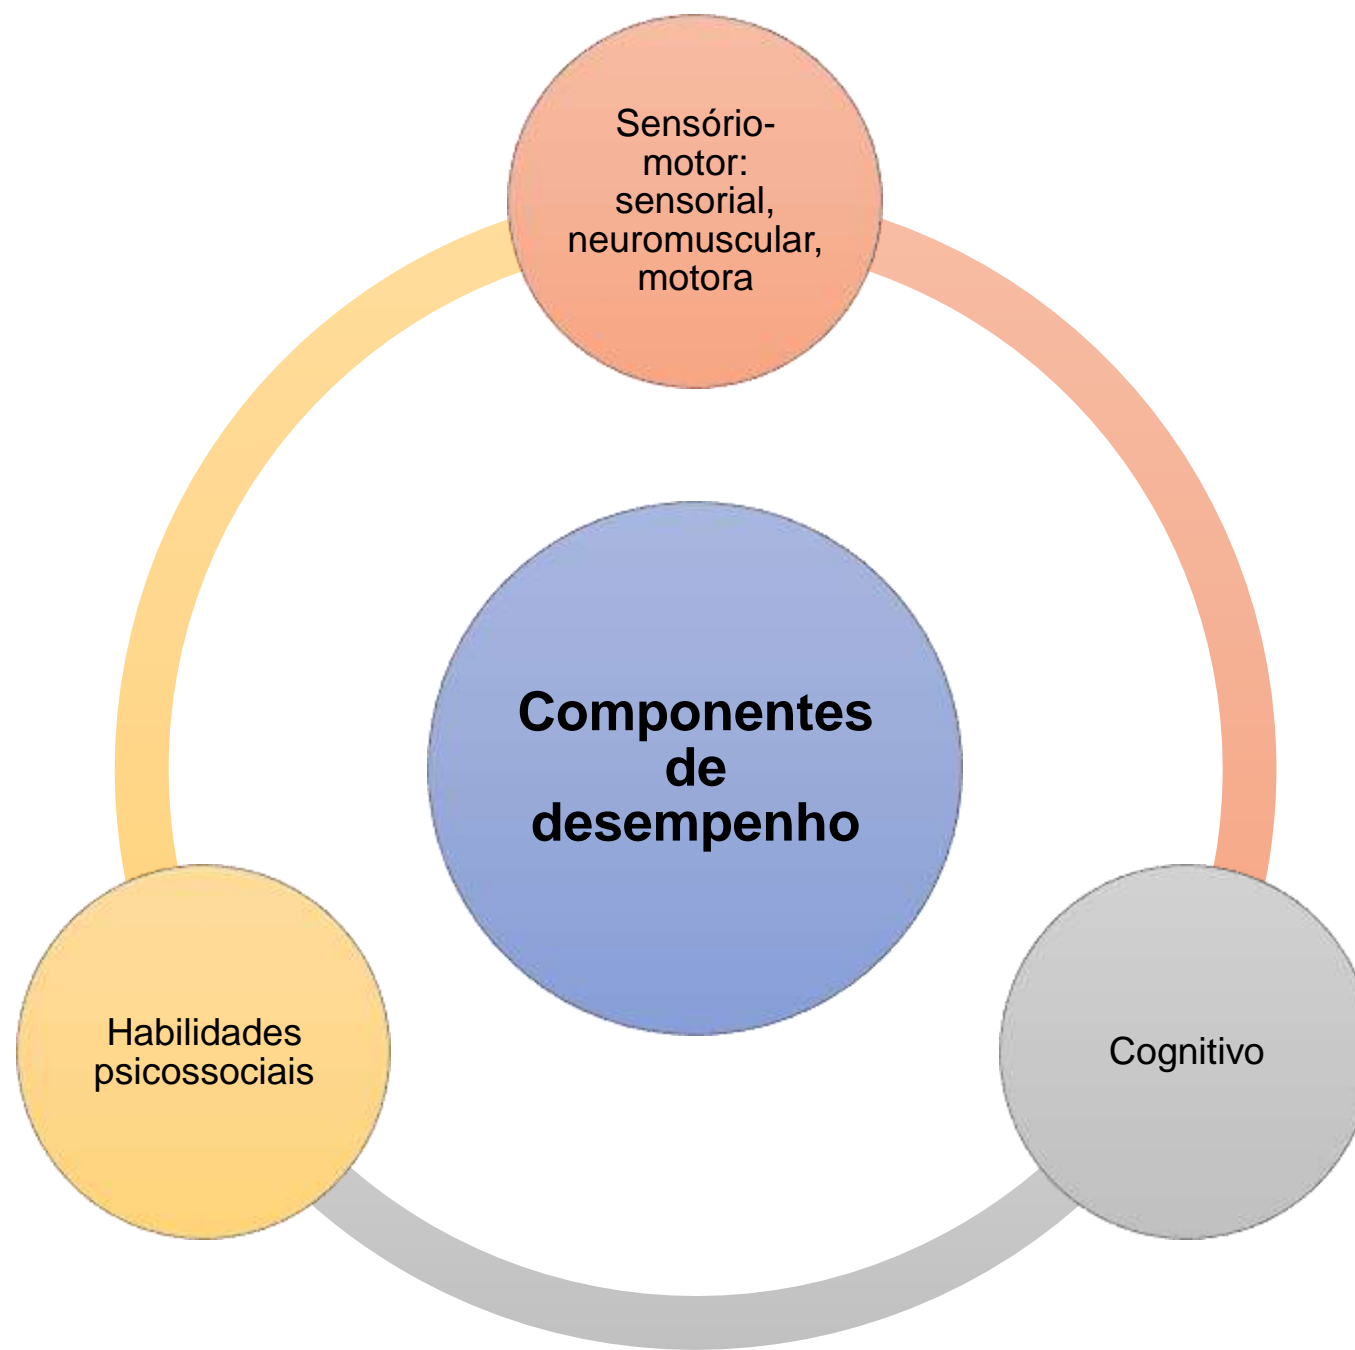 Sensório-
motor:
sensorial,
neuromuscular,
motora
Componentes
de
desempenho
Habilidades
psicossociais
Cognitivo